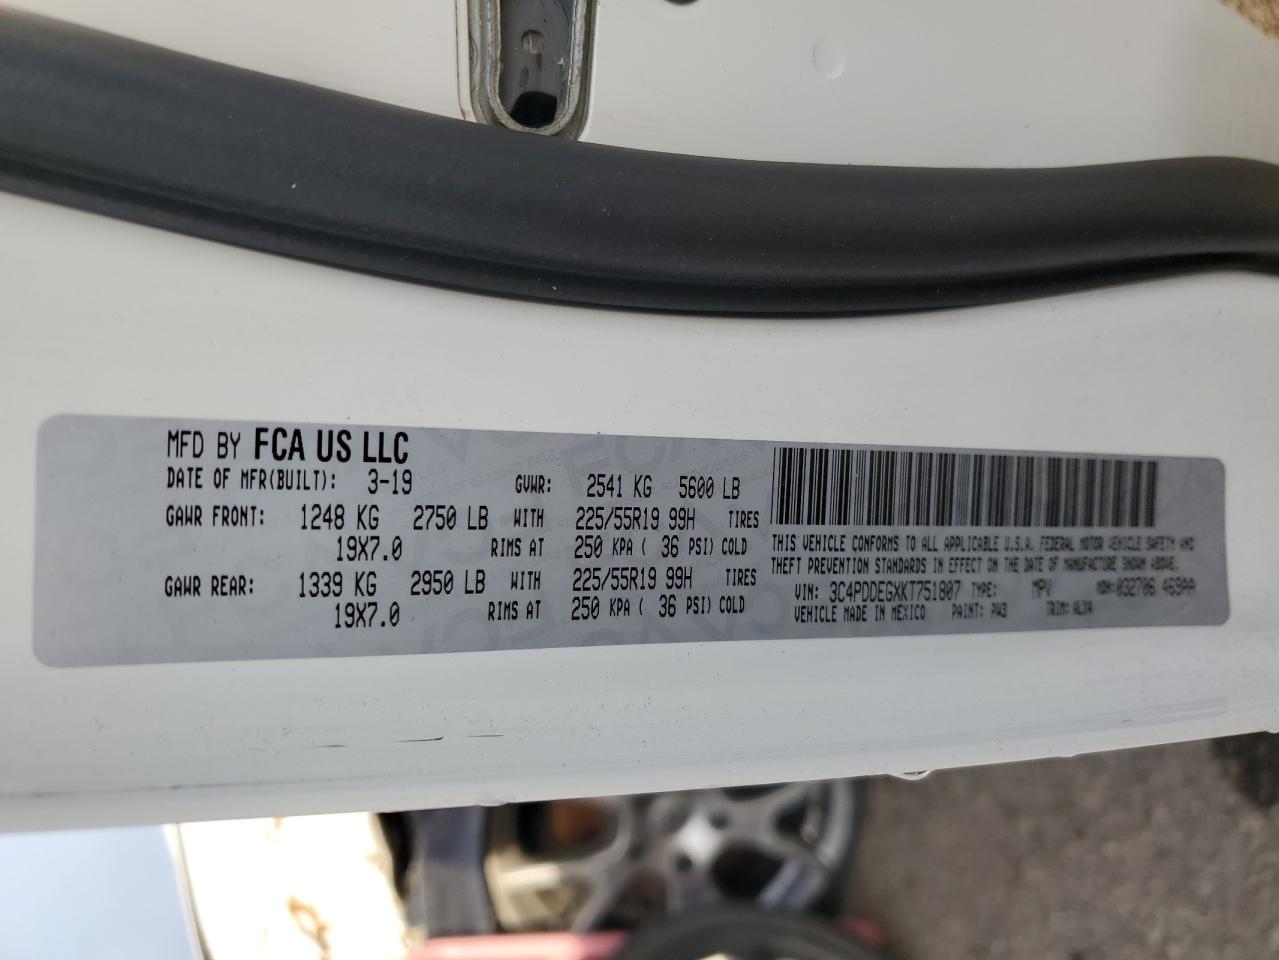 MFD BY FCA US LLC
DATE OF MFR(BUILT): 3-19 GVWR: 2541 KG 5600 LB
GAWR FRONT: 1248 KG 2750 LB WITH 225/55R19 99H TIRES
19X7.0 RIMS AT 250 KPA ( 36 PSI) COLD
GAWR REAR: 1339 KG 2950 LB WITH 225/55R19 99H TIRES
19X7.0 RIMS AT 250 KPA ( 36 PSI) COLD
THIS VEHICLE CONFORMS TO ALL APPLICABLE U.S.A. FEDERAL MOTOR VEHICLE SAFETY AND
THEFT PREVENTION STANDARDS IN EFFECT ON THE DATE OF MANUFACTURE SHOWN ABOVE.
VIN: 3C4PDDEGXKT751807 TYPE: MPV MDH: 032706 469AA
VEHICLE MADE IN MEXICO PAINT: PW3 TRIM: